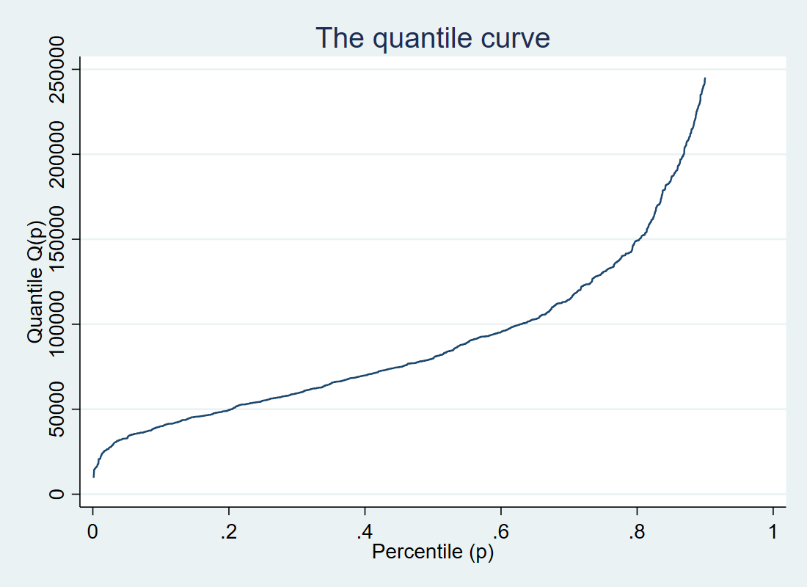 The quantile curve
Quantile Q(p)
250000
200000
150000
100000
50000
0
0 .2 .4 .6 .8 1
Percentile (p)